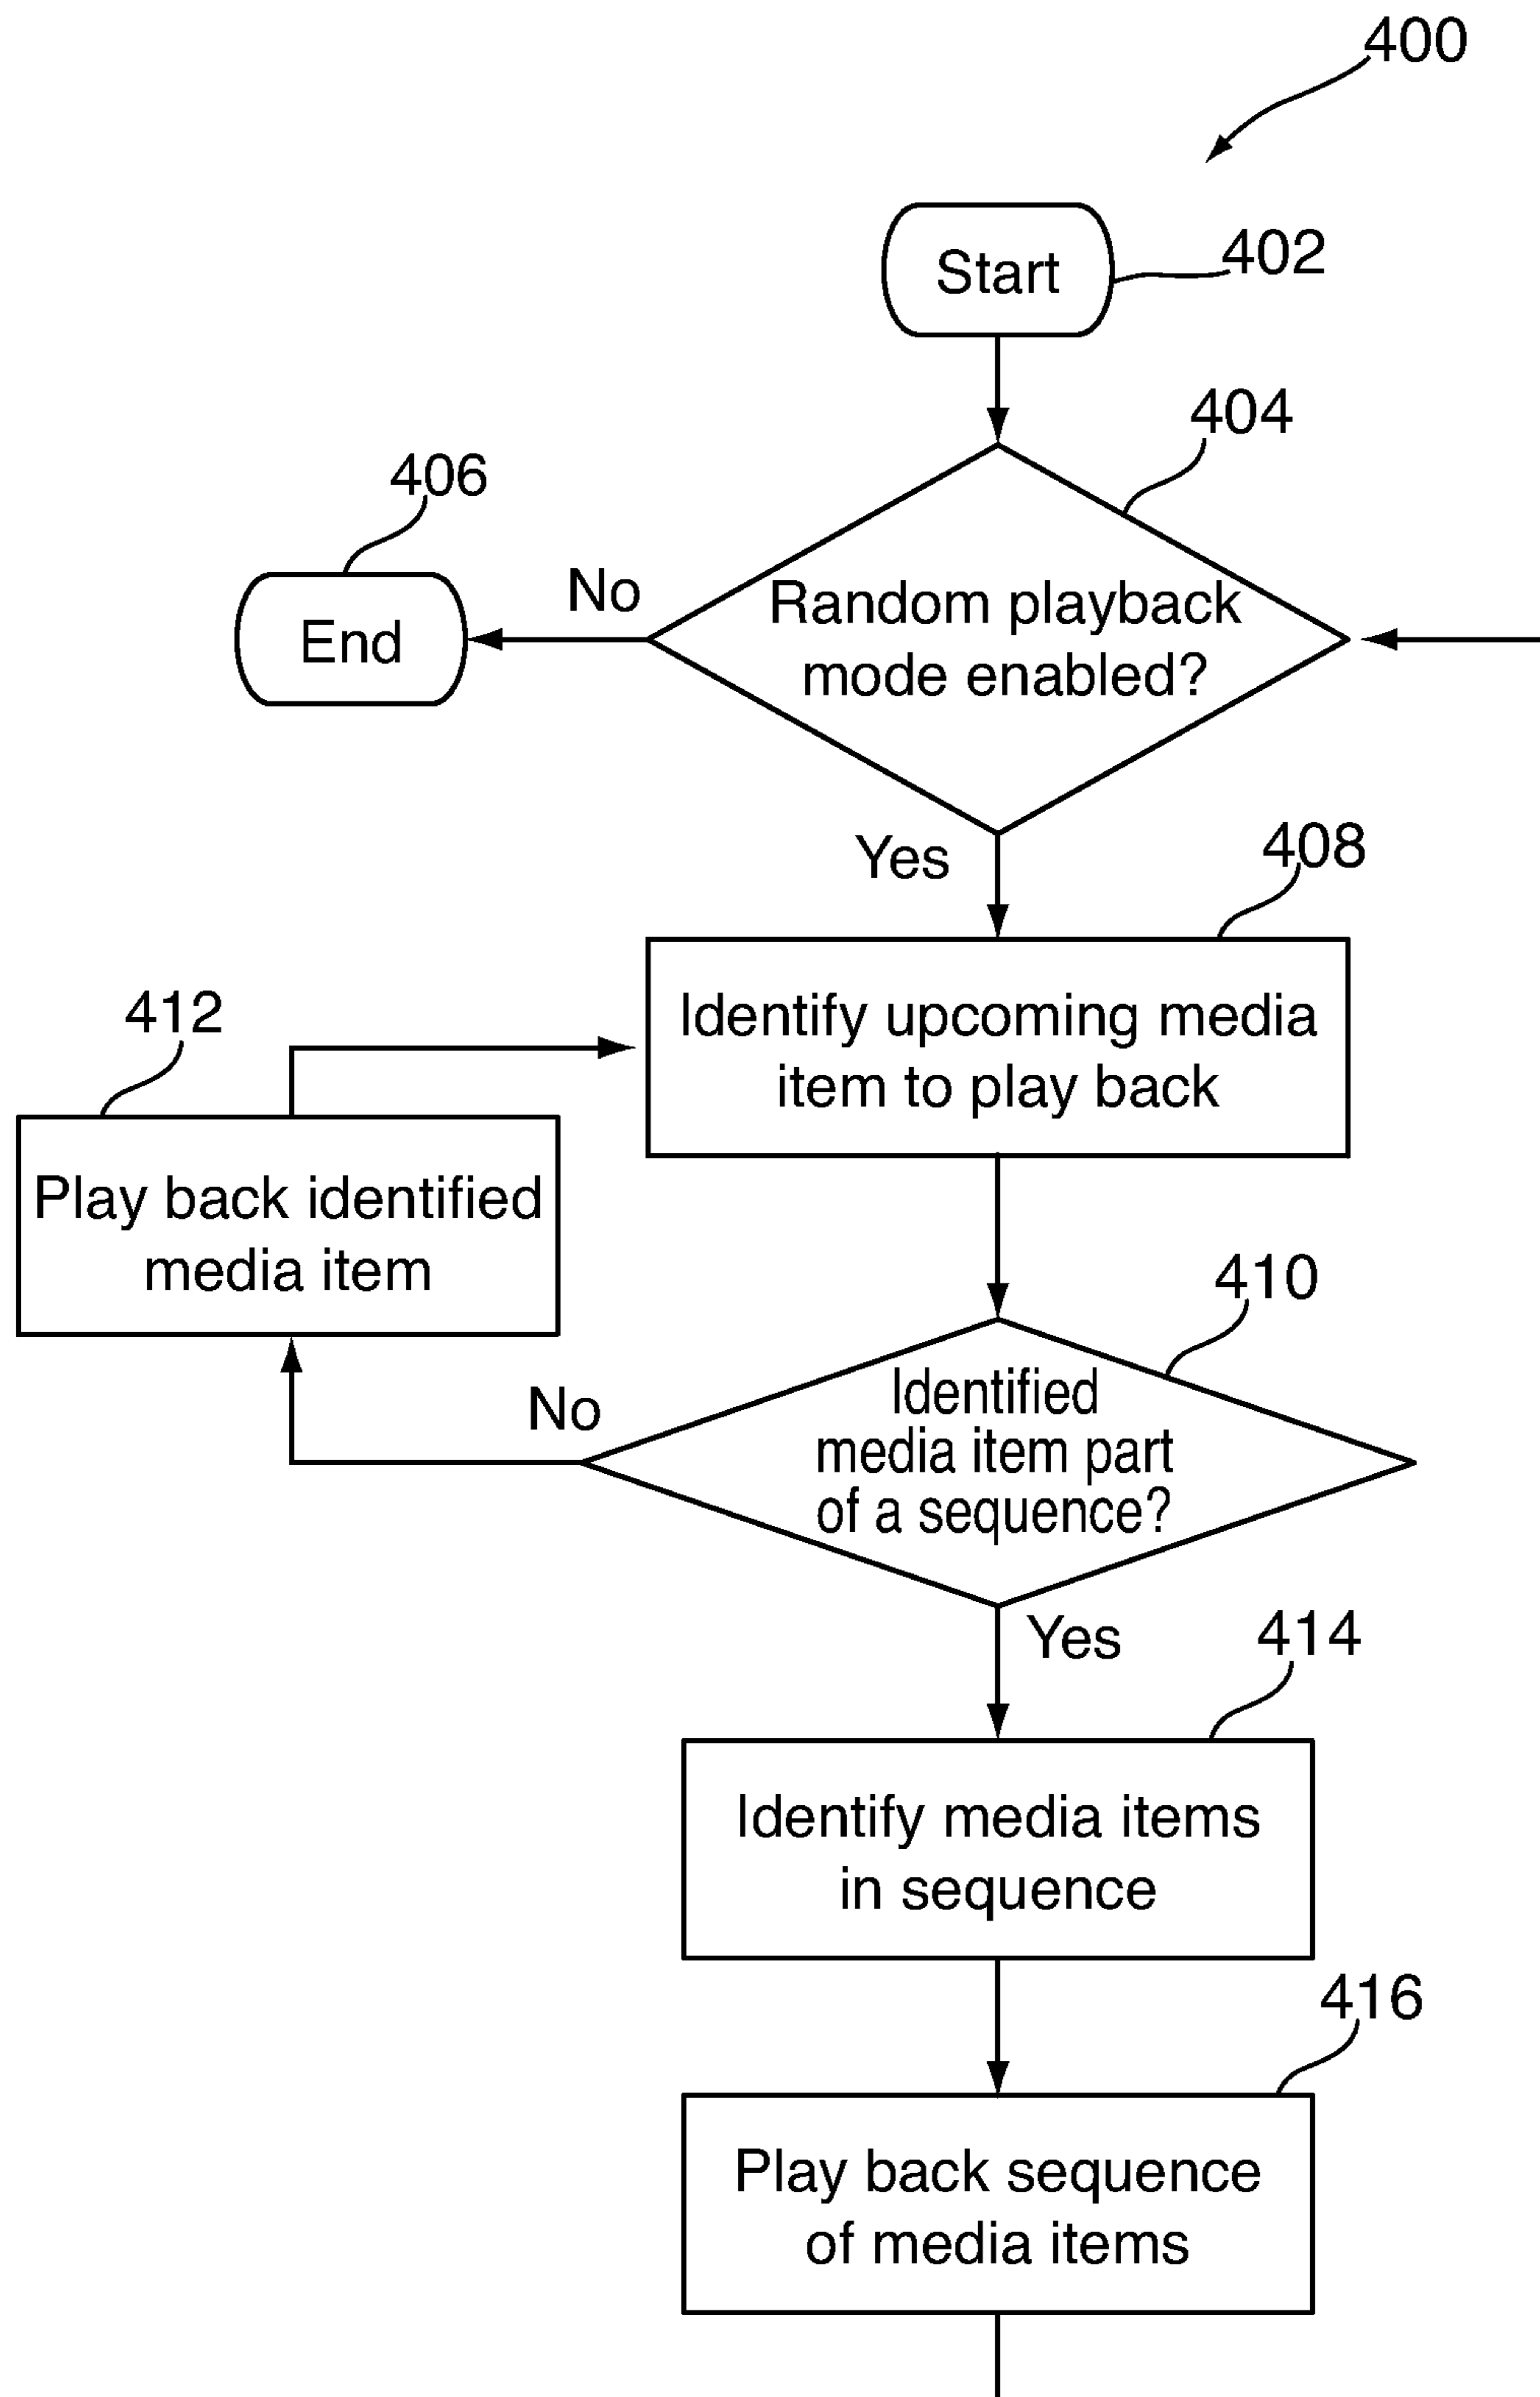 400
Start
402
404
406
Random playback
mode enabled?
No
End
Yes
408
Identify upcoming media
item to play back
412
Play back identified
media item
410
Identified
media item part
of a sequence?
No
Yes
414
Identify media items
in sequence
416
Play back sequence
of media items